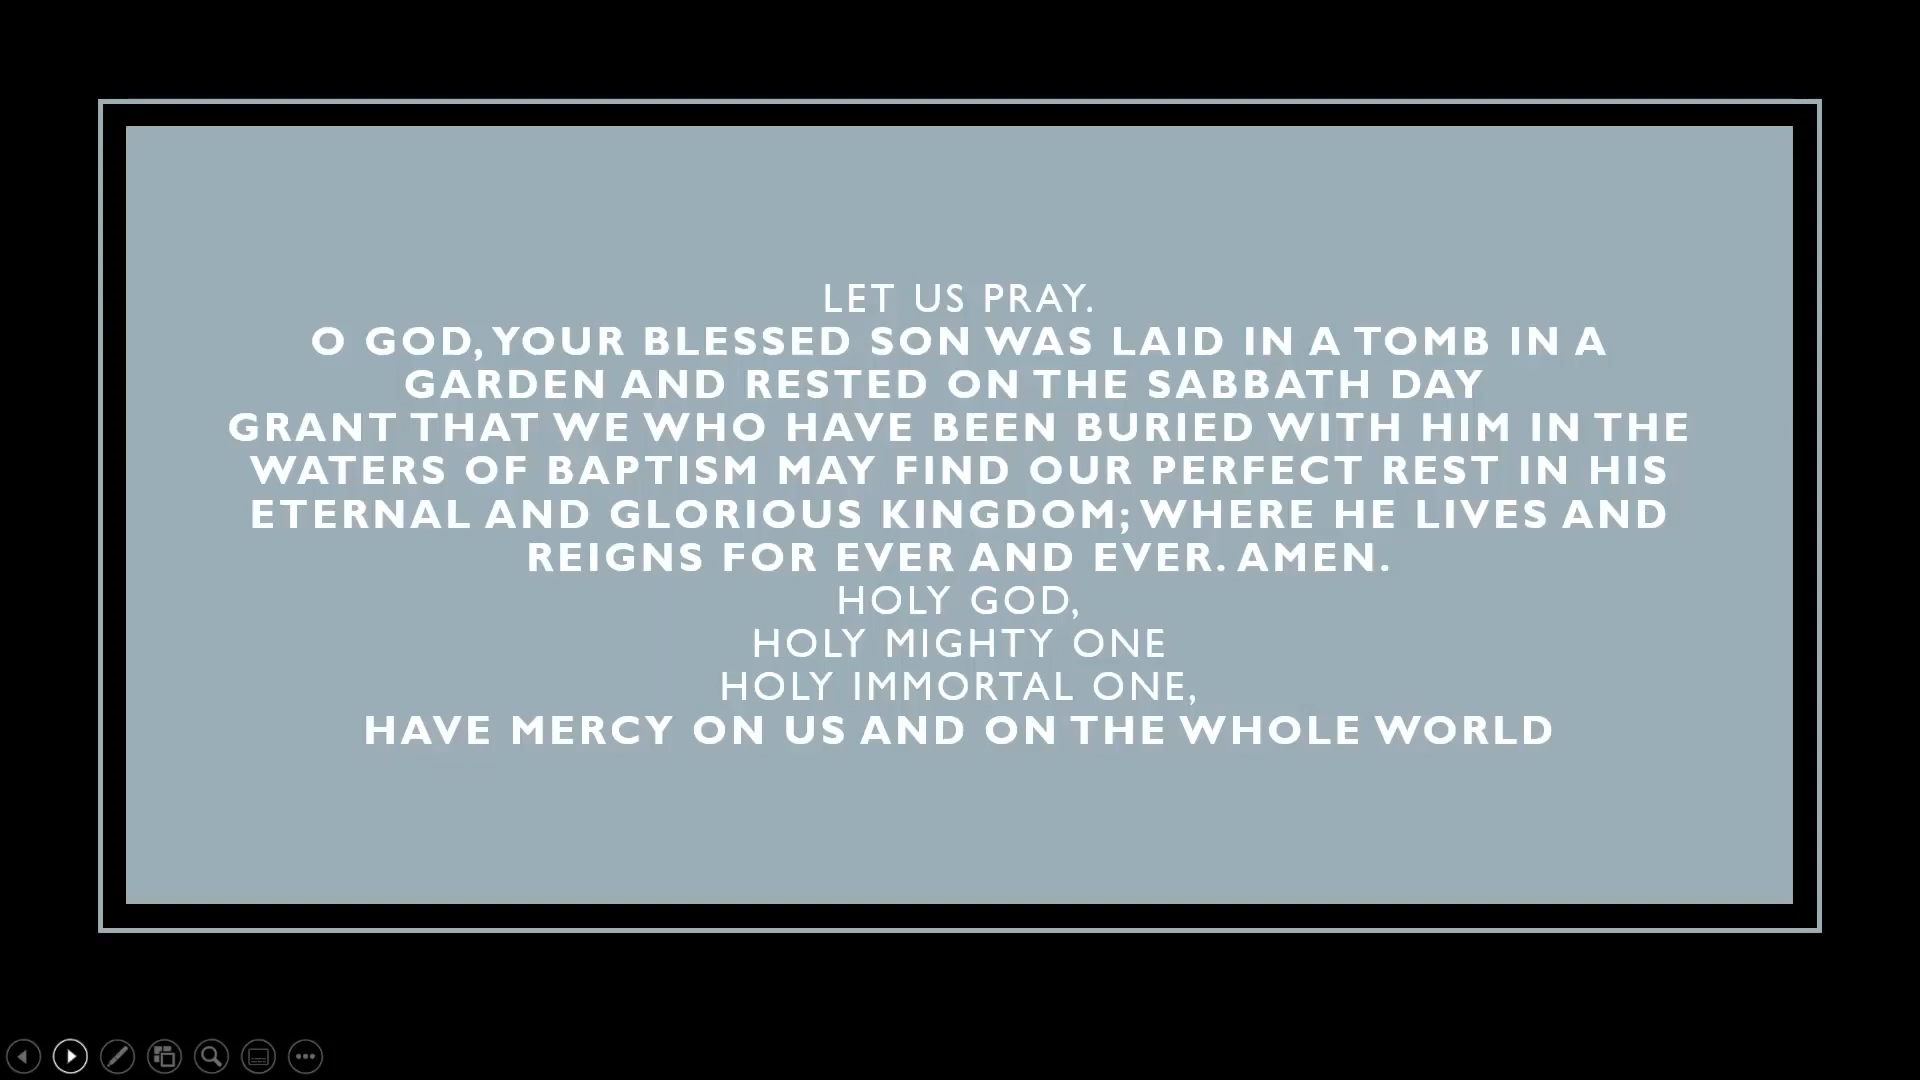 LET US PRAY.
O GOD, YOUR BLESSED SON WAS LAID IN A TOMB IN A
GARDEN AND RESTED ON THE SABBATH DAY
GRANT THAT WE WHO HAVE BEEN BURIED WITH HIM IN THE
WATERS OF BAPTISM MAY FIND OUR PERFECT REST IN HIS
ETERNAL AND GLORIOUS KINGDOM; WHERE HE LIVES AND
REIGNS FOR EVER AND EVER. AMEN.
HOLY GOD,
HOLY MIGHTY ONE
HOLY IMMORTAL ONE,
HAVE MERCY ON US AND ON THE WHOLE WORLD